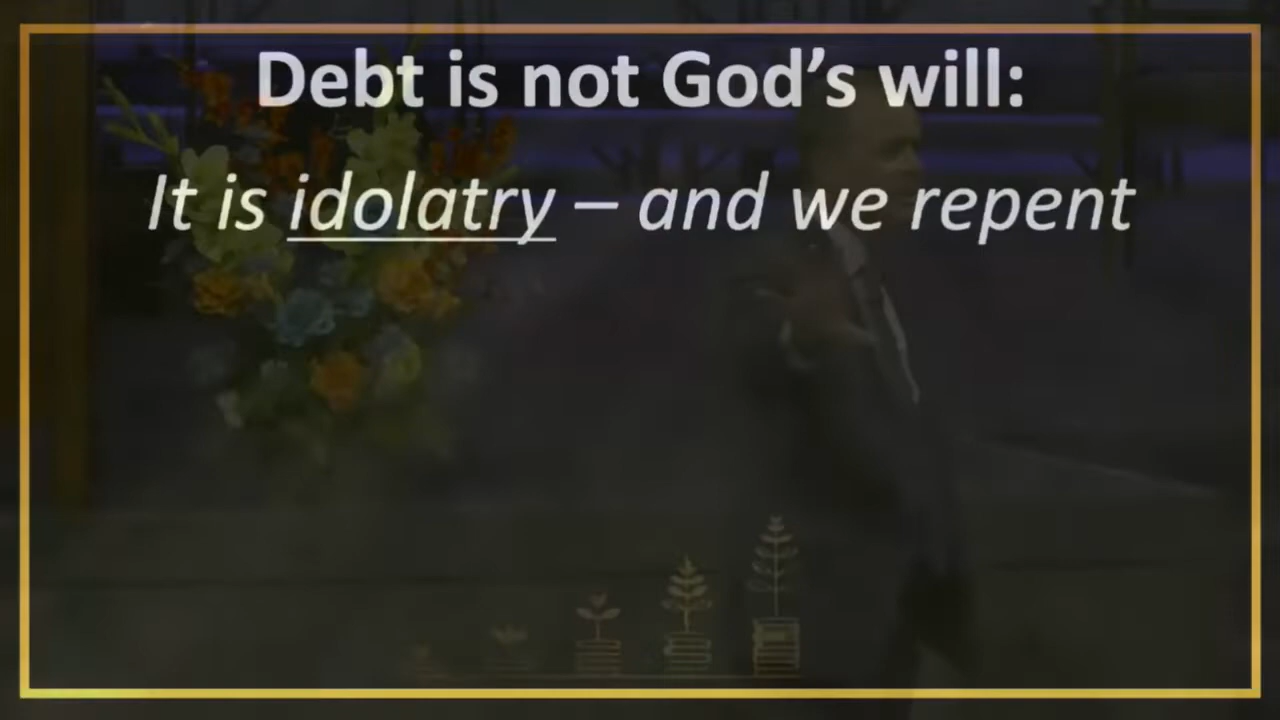 Debt is not God’s will:
It is idolatry – and we repent